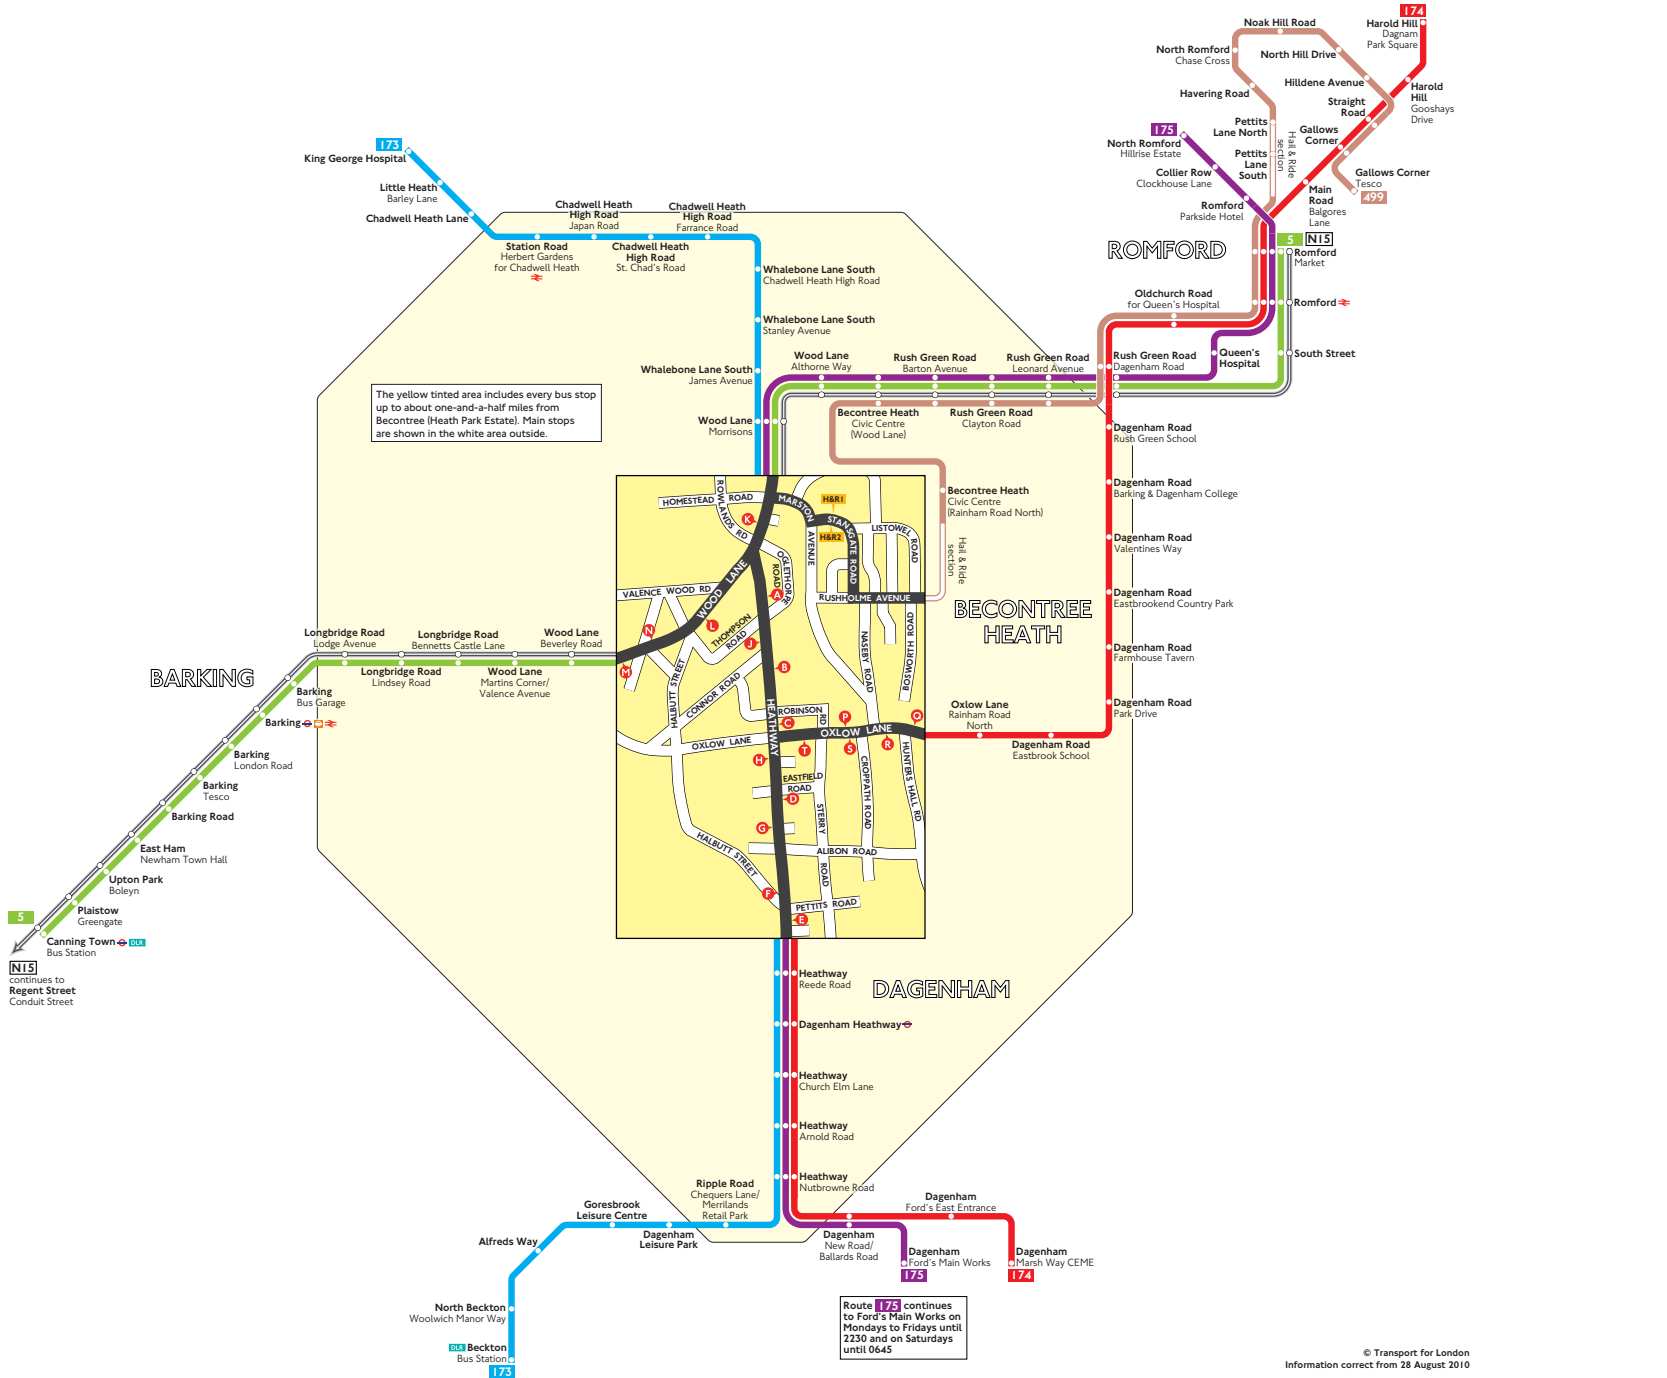 174
Harold Hill
Dagnam
Park Square
Noak Hill Road
North Romford
Chase Cross
North Hill Drive
Havering Road
Hilldene Avenue
Harold
Hill
Gooshays
Drive
Straight
Road
Gallows
Corner
Pettits
Lane North
Pettits
Lane
South
Hail & Ride
section
175
North Romford
Hillrise Estate
Collier Row
Clockhouse Lane
Romford
Parkside Hotel
Gallows Corner
Tesco
499
Main
Road
Balgores
Lane
ROMFORD
5
N15
Romford
Market
Romford
South Street
Oldchurch Road
for Queen's Hospital
Queen's
Hospital
173
King George Hospital
Little Heath
Barley Lane
Chadwell Heath Lane
Station Road
Herbert Gardens
for Chadwell Heath
Chadwell Heath
High Road
Japan Road
Chadwell Heath
High Road
St. Chad's Road
Chadwell Heath
High Road
Farrance Road
Whalebone Lane South
Chadwell Heath High Road
Whalebone Lane South
Stanley Avenue
Whalebone Lane South
James Avenue
Wood Lane
Morrisons
Wood Lane
Althorne Way
Rush Green Road
Barton Avenue
Rush Green Road
Leonard Avenue
Rush Green Road
Dagenham Road
Becontree Heath
Civic Centre
(Wood Lane)
Rush Green Road
Clayton Road
The yellow tinted area includes every bus stop
up to about one-and-a-half miles from
Becontree (Heath Park Estate). Main stops
are shown in the white area outside.
Dagenham Road
Rush Green School
Dagenham Road
Barking & Dagenham College
Dagenham Road
Valentines Way
Dagenham Road
Eastbrookend Country Park
Dagenham Road
Farmhouse Tavern
Dagenham Road
Park Drive
Becontree Heath
Civic Centre
(Rainham Road North)
Hail & Ride
section
BECONTREE
HEATH
Oxlow Lane
Rainham Road
North
Dagenham Road
Eastbrook School
HOMESTEAD ROAD
ROWLANDS RD
MARSTON
AVENUE
H&R1
H&R2
STANSGATE ROAD
LISTOWEL ROAD
K
OGLETHORPE
ROAD
VALENCE WOOD RD
WOOD LANE
A
RUSHHOLME AVENUE
L
N
THOMPSON
ROAD
J
B
M
HALBUTT STREET
CONNOR ROAD
NASEBY ROAD
BOSWORTH ROAD
HEATHWAY
ROBINSON
RD
C
P
Q
OXLOW LANE
OXLOW LANE
T
S
R
H
EASTFIELD
ROAD
D
G
STERRY
ROAD
CROPPATH ROAD
HUNTERS HALL RD
HALBUTT STREET
ALIBON ROAD
F
PETTITS ROAD
E
Longbridge Road
Lodge Avenue
Longbridge Road
Bennetts Castle Lane
Wood Lane
Beverley Road
Longbridge Road
Lindsey Road
Wood Lane
Martins Corner/
Valence Avenue
BARKING
Barking
Bus Garage
Barking
Barking
London Road
Barking
Tesco
Barking Road
East Ham
Newham Town Hall
Upton Park
Boleyn
Plaistow
Greengate
5
Canning Town
DLR
Bus Station
N15
continues to
Regent Street
Conduit Street
DAGENHAM
Heathway
Reede Road
Dagenham Heathway
Heathway
Church Elm Lane
Heathway
Arnold Road
Heathway
Nutbrowne Road
Ripple Road
Chequers Lane/
Merrilands
Retail Park
Goresbrook
Leisure Centre
Dagenham
Leisure Park
Alfreds Way
North Beckton
Woolwich Manor Way
DLR
Beckton
Bus Station
173
Dagenham
Ford's East Entrance
Dagenham
New Road/
Ballards Road
Dagenham
Ford's Main Works
175
Dagenham
Marsh Way CEME
174
Route 175 continues
to Ford's Main Works on
Mondays to Fridays until
2230 and on Saturdays
until 0645
© Transport for London
Information correct from 28 August 2010